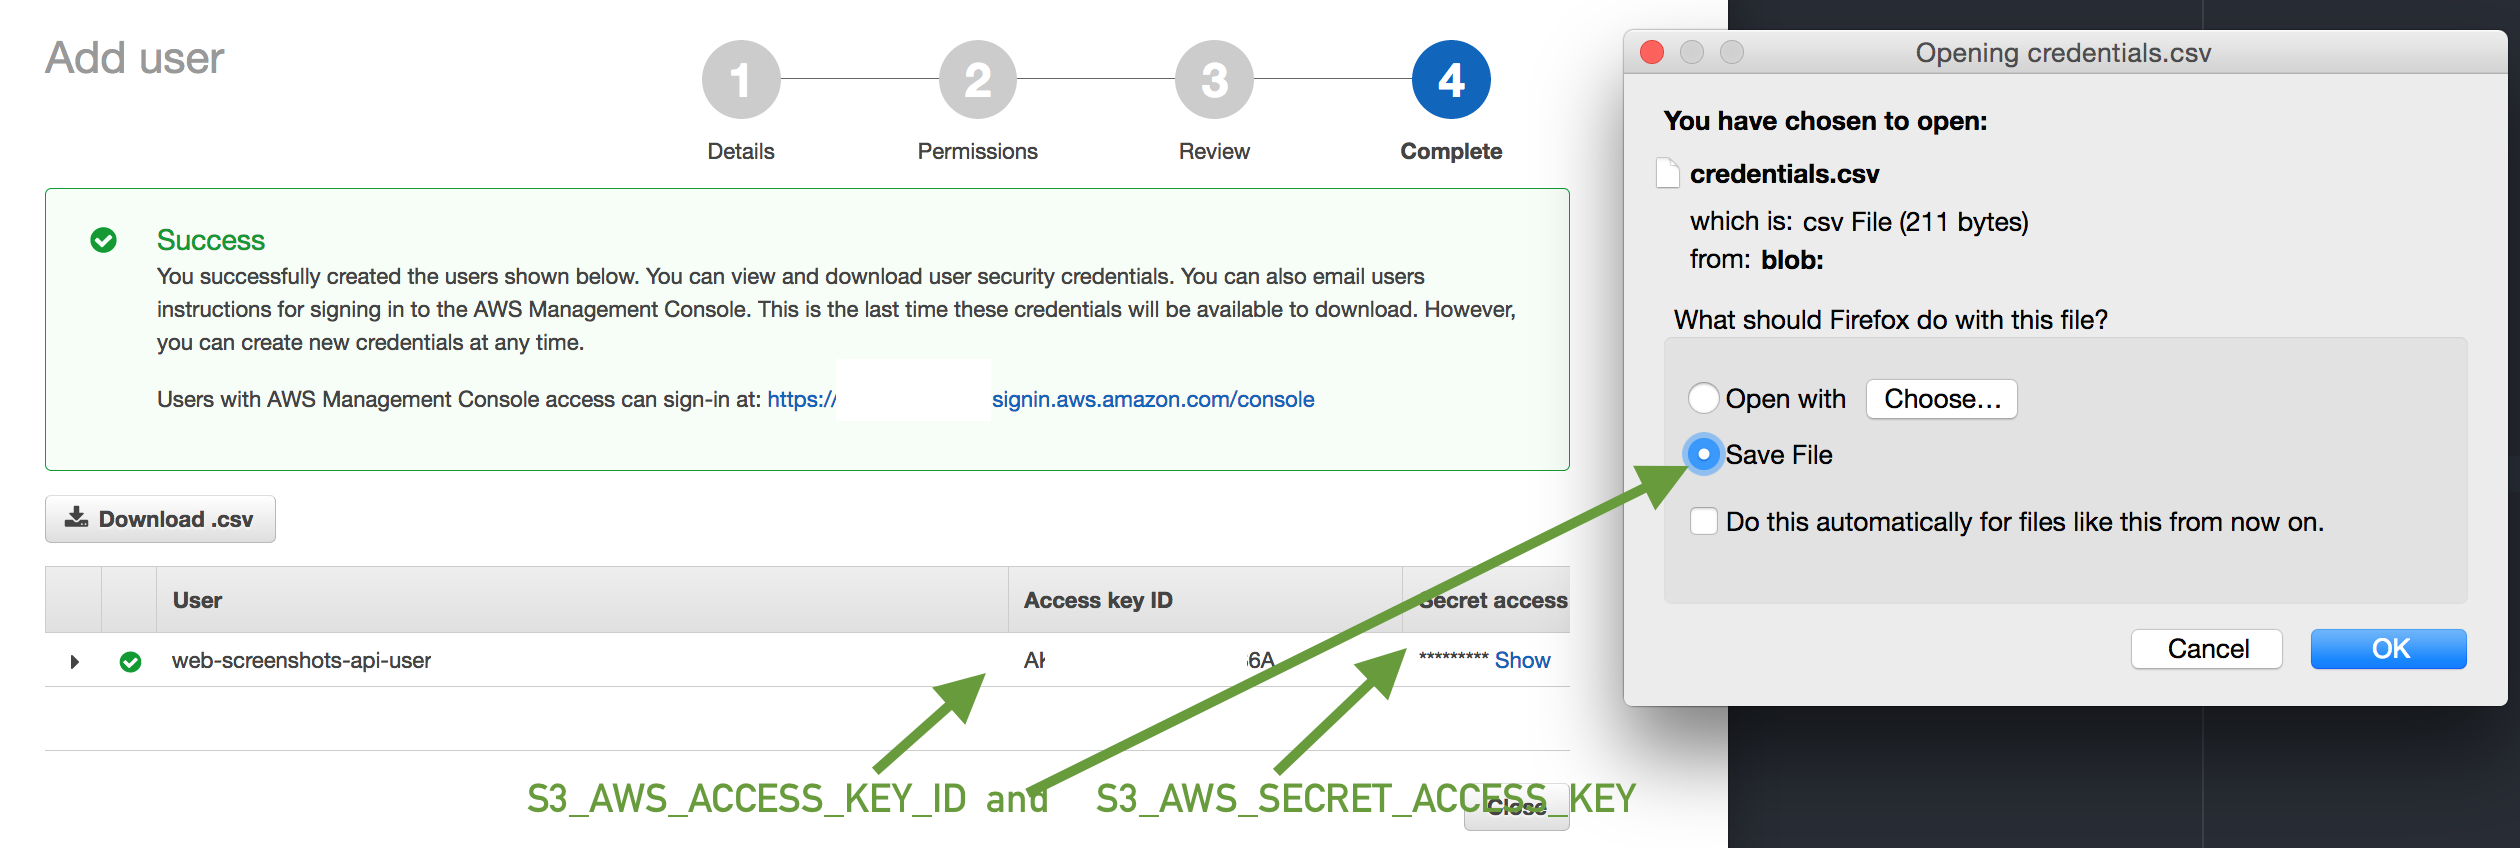 Add user
1
2
3
4
Details
Permissions
Review
Complete
Success
You successfully created the users shown below. You can view and download user security credentials. You can also email users
instructions for signing in to the AWS Management Console. This is the last time these credentials will be available to download. However,
you can create new credentials at any time.
Users with AWS Management Console access can sign-in at: https:// signin.aws.amazon.com/console
Download .csv
User
Access key ID
Secret access
web-screenshots-api-user
6A
********* Show
S3_AWS_ACCESS_KEY_ID and S3_AWS_SECRET_ACCESS_KEY
Close
Opening credentials.csv
You have chosen to open:
credentials.csv
which is: csv File (211 bytes)
from: blob:
What should Firefox do with this file?
Open with
Choose...
Save File
Do this automatically for files like this from now on.
Cancel
OK